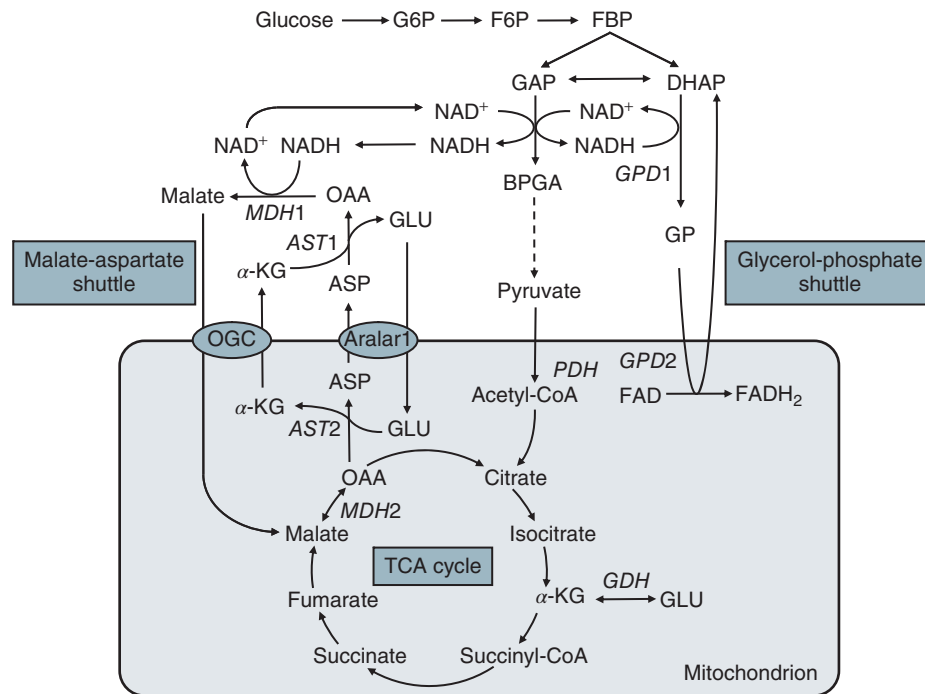 Glucose G6P F6P FBP
GAP DHAP
NAD⁺ NAD⁺
NAD⁺ NADH NADH NADH
GPD1
BPGA
Malate OAA
MDH1
GLU
AST1
GP
Malate-aspartate
shuttle
Glycerol-phosphate
shuttle
α-KG
ASP
Pyruvate
OGC Aralar1
GPD2
PDH
ASP
Acetyl-CoA
FAD FADH₂
α-KG
AST2
GLU
OAA Citrate
MDH2
Malate Isocitrate
TCA cycle
GDH
Fumarate α-KG GLU
Succinate Succinyl-CoA
Mitochondrion